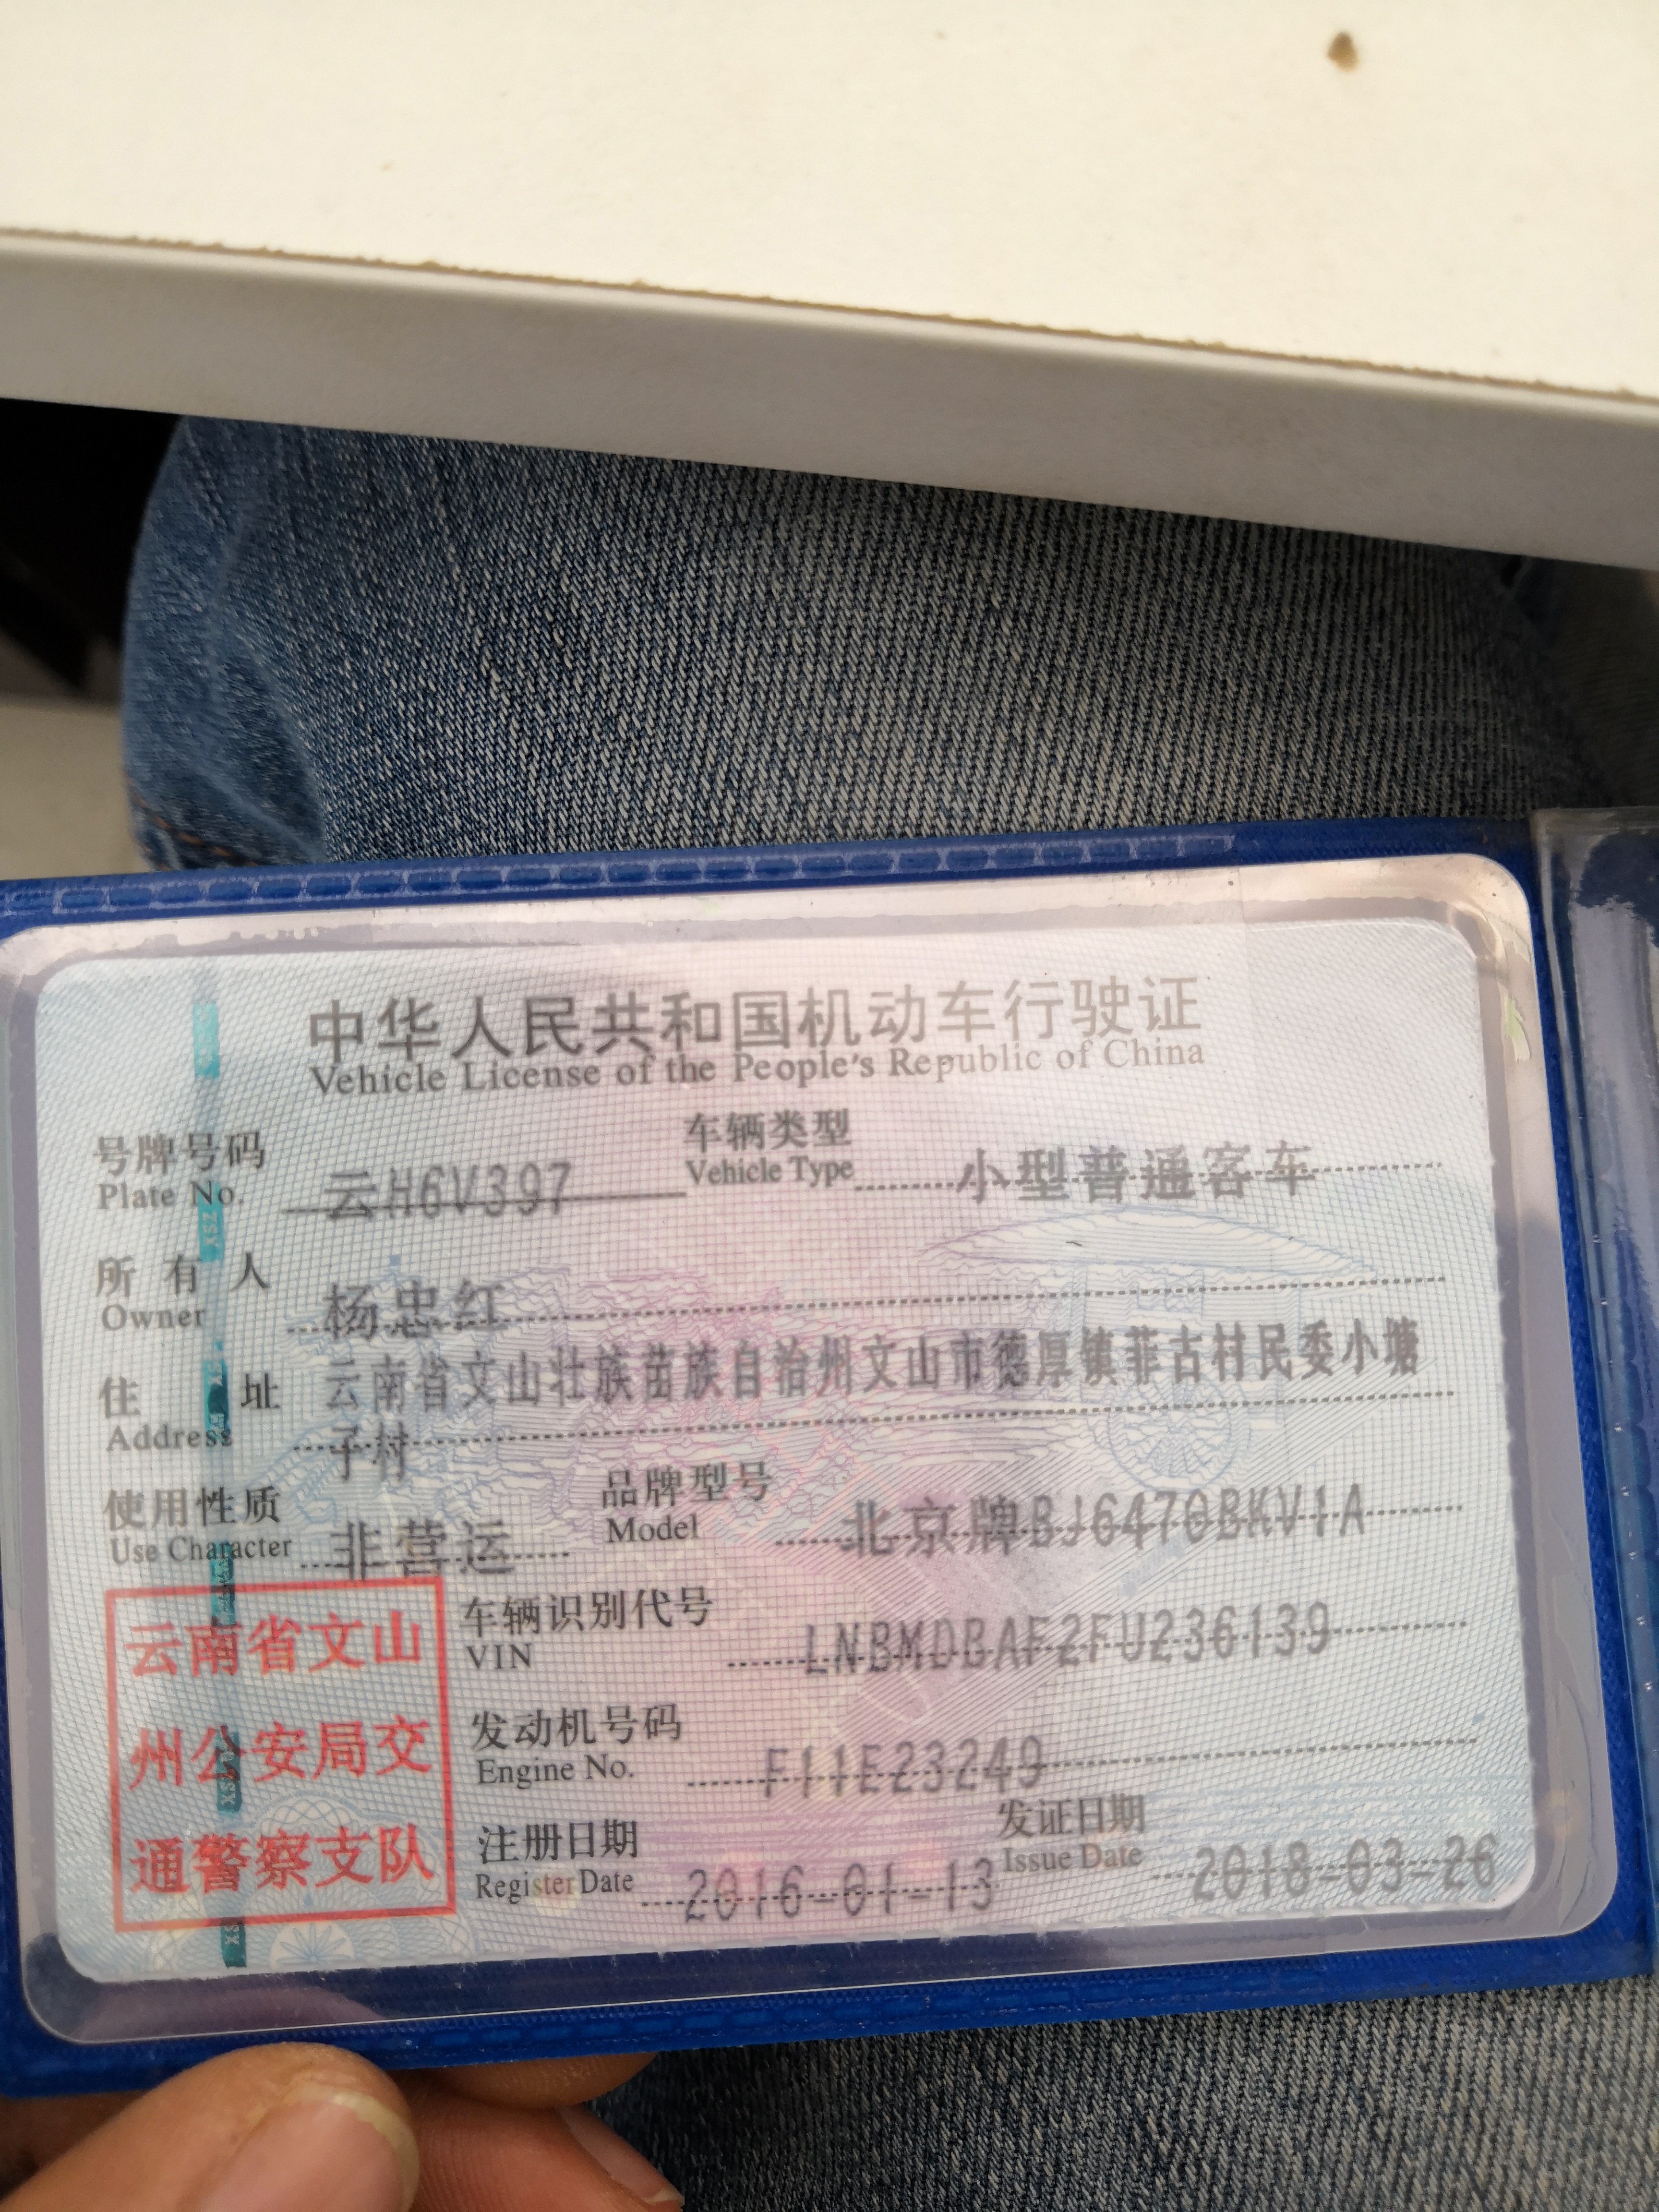 中华人民共和国机动车行驶证
Vehicle License of the People's Republic of China
号牌号码 云H6V397 车辆类型 小型普通客车
Plate No. Vehicle Type
所有人 杨忠红
Owner
住址 云南省文山壮族苗族自治州文山市德厚镇菲古村民委小塘
Address 子村
使用性质 非营运 品牌型号 北京牌BJ6470BKV1A
Use Character Model
云南省文山
州公安局交
通警察支队
车辆识别代号 LNBMDBAF2FU236139
VIN
发动机号码 F11E23249
Engine No.
注册日期 2016-01-13 发证日期 2018-03-26
Register Date Issue Date